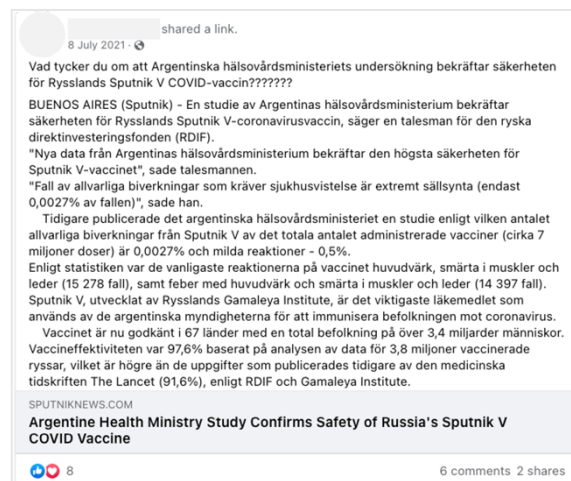 shared a link.
8 July 2021 ·
Vad tycker du om att Argentinska hälsovårdsministeriets undersökning bekräftar säkerheten
för Rysslands Sputnik V COVID-vaccin???????
BUENOS AIRES (Sputnik) - En studie av Argentinas hälsovårdsministerium bekräftar
säkerheten för Rysslands Sputnik V-coronavirusvaccin, säger en talesman för den ryska
direktinvesteringsfonden (RDIF).
"Nya data från Argentinas hälsovårdsministerium bekräftar den högsta säkerheten för
Sputnik V-vaccinet", sade talesmannen.
"Fall av allvarliga biverkningar som kräver sjukhusvistelse är extremt sällsynta (endast
0,0027% av fallen)", sade han.
Tidigare publicerade det argentinska hälsovårdsministeriet en studie enligt vilken antalet
allvarliga biverkningar från Sputnik V av det totala antalet administrerade vacciner (cirka 7
miljoner doser) är 0,0027% och milda reaktioner - 0,5%.
Enligt statistiken var de vanligaste reaktionerna på vaccinet huvudvärk, smärta i muskler och
leder (15 278 fall), samt feber med huvudvärk och smärta i muskler och leder (14 397 fall).
Sputnik V, utvecklat av Rysslands Gamaleya Institute, är det viktigaste läkemedlet som
används av de argentinska myndigheterna för att immunisera befolkningen mot coronavirus.
Vaccinet är nu godkänt i 67 länder med en total befolkning på över 3,4 miljarder människor.
Vaccineffektiviteten var 97,6% baserat på analysen av data för 3,8 miljoner vaccinerade
ryssar, vilket är högre än de uppgifter som publicerades tidigare av den medicinska
tidskriften The Lancet (91,6%), enligt RDIF och Gamaleya Institute.
SPUTNIKNEWS.COM
Argentine Health Ministry Study Confirms Safety of Russia's Sputnik V
COVID Vaccine
8
6 comments 2 shares